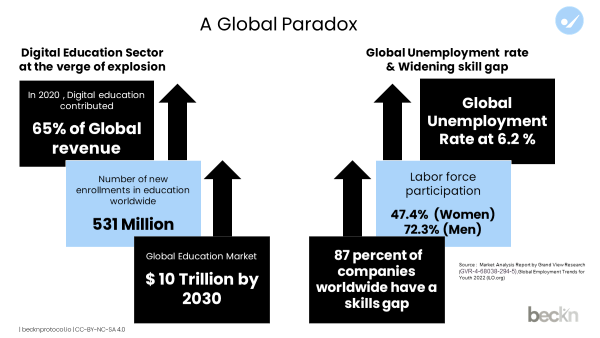 A Global Paradox
Digital Education Sector
at the verge of explosion
In 2020 , Digital education
contributed
65% of Global
revenue
Number of new
enrollments in education
worldwide
531 Million
Global Education Market
$ 10 Trillion by
2030
Global Unemployment rate
& Widening skill gap
Global
Unemployment
Rate at 6.2 %
Labor force
participation
47.4% (Women)
72.3% (Men)
87 percent of
companies
worldwide have a
skills gap
Source : Market Analysis Report by Grand View Research
(GVR-4-68038-294-5), Global Employment Trends for
Youth 2022 (ILO.org)
beckn
| becknprotocol.io | CC-BY-NC-SA 4.0